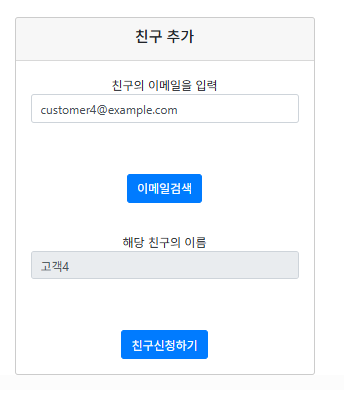 친구 추가
친구의 이메일을 입력
customer4@example.com
이메일검색
해당 친구의 이름
고객4
친구신청하기